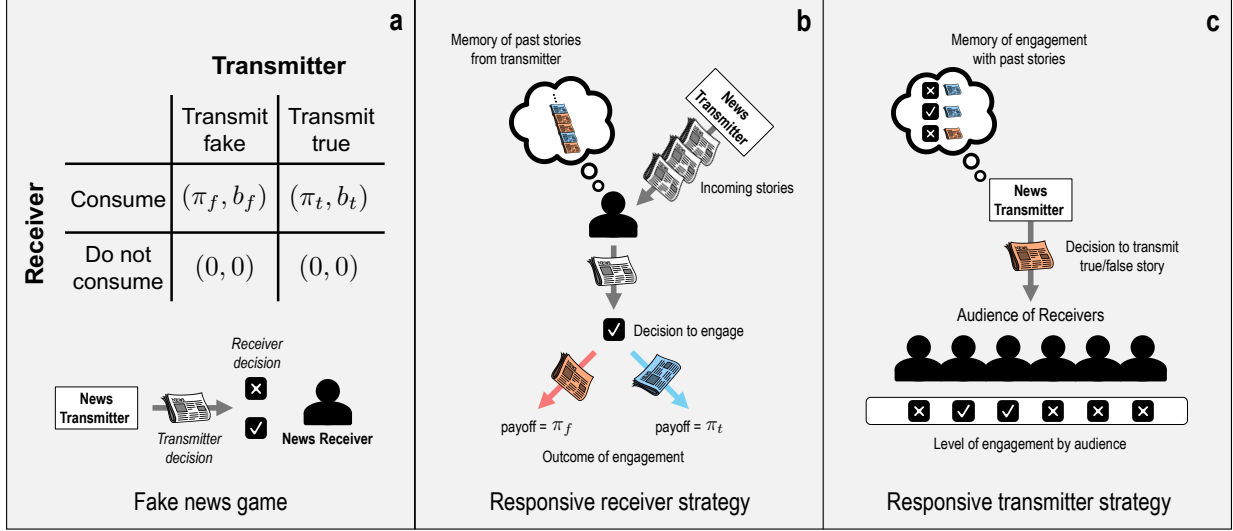 a
Transmitter
Transmit
fake
Transmit
true
Receiver
Consume
(π_f, b_f)
(π_t, b_t)
Do not
consume
(0, 0)
(0, 0)
Receiver
decision
News
Transmitter
Transmitter
decision
News Receiver
Fake news game
b
Memory of past stories
from transmitter
News
Transmitter
Incoming stories
NEWS
Decision to engage
payoff = π_f
payoff = π_t
Outcome of engagement
Responsive receiver strategy
c
Memory of engagement
with past stories
News
Transmitter
NEWS
Decision to transmit
true/false story
Audience of Receivers
Level of engagement by audience
Responsive transmitter strategy